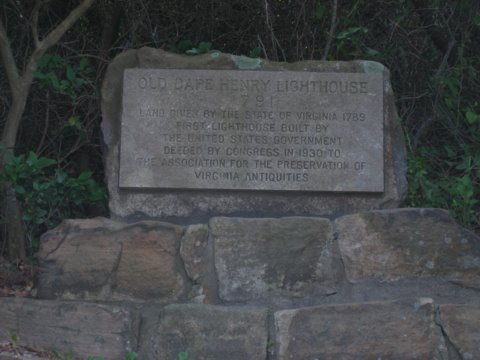 OLD CAPE HENRY LIGHTHOUSE
1791
LAND GIVEN BY THE STATE OF VIRGINIA 1789
FIRST LIGHTHOUSE BUILT BY
THE UNITED STATES GOVERNMENT
DEEDED BY CONGRESS IN 1930 TO
THE ASSOCIATION FOR THE PRESERVATION OF
VIRGINIA ANTIQUITIES